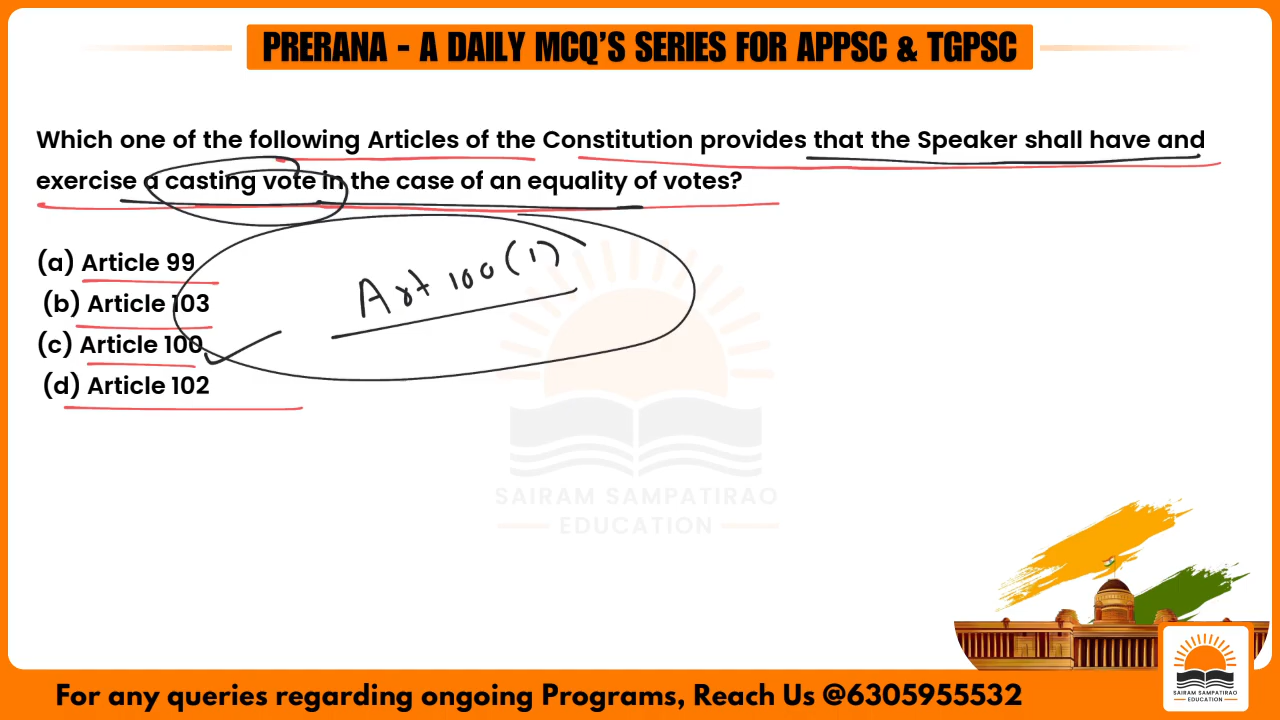 PRERANA - A DAILY MCQ'S SERIES FOR APPSC & TGPSC
Which one of the following Articles of the Constitution provides that the Speaker shall have and
exercise a casting vote in the case of an equality of votes?
(a) Article 99
(b) Article 103
(c) Article 100
(d) Article 102
Art 100(1)
SAIRAM SAMPATIRAO
EDUCATION
SAIRAM SAMPATIRAO
EDUCATION
For any queries regarding ongoing Programs, Reach Us @6305955532